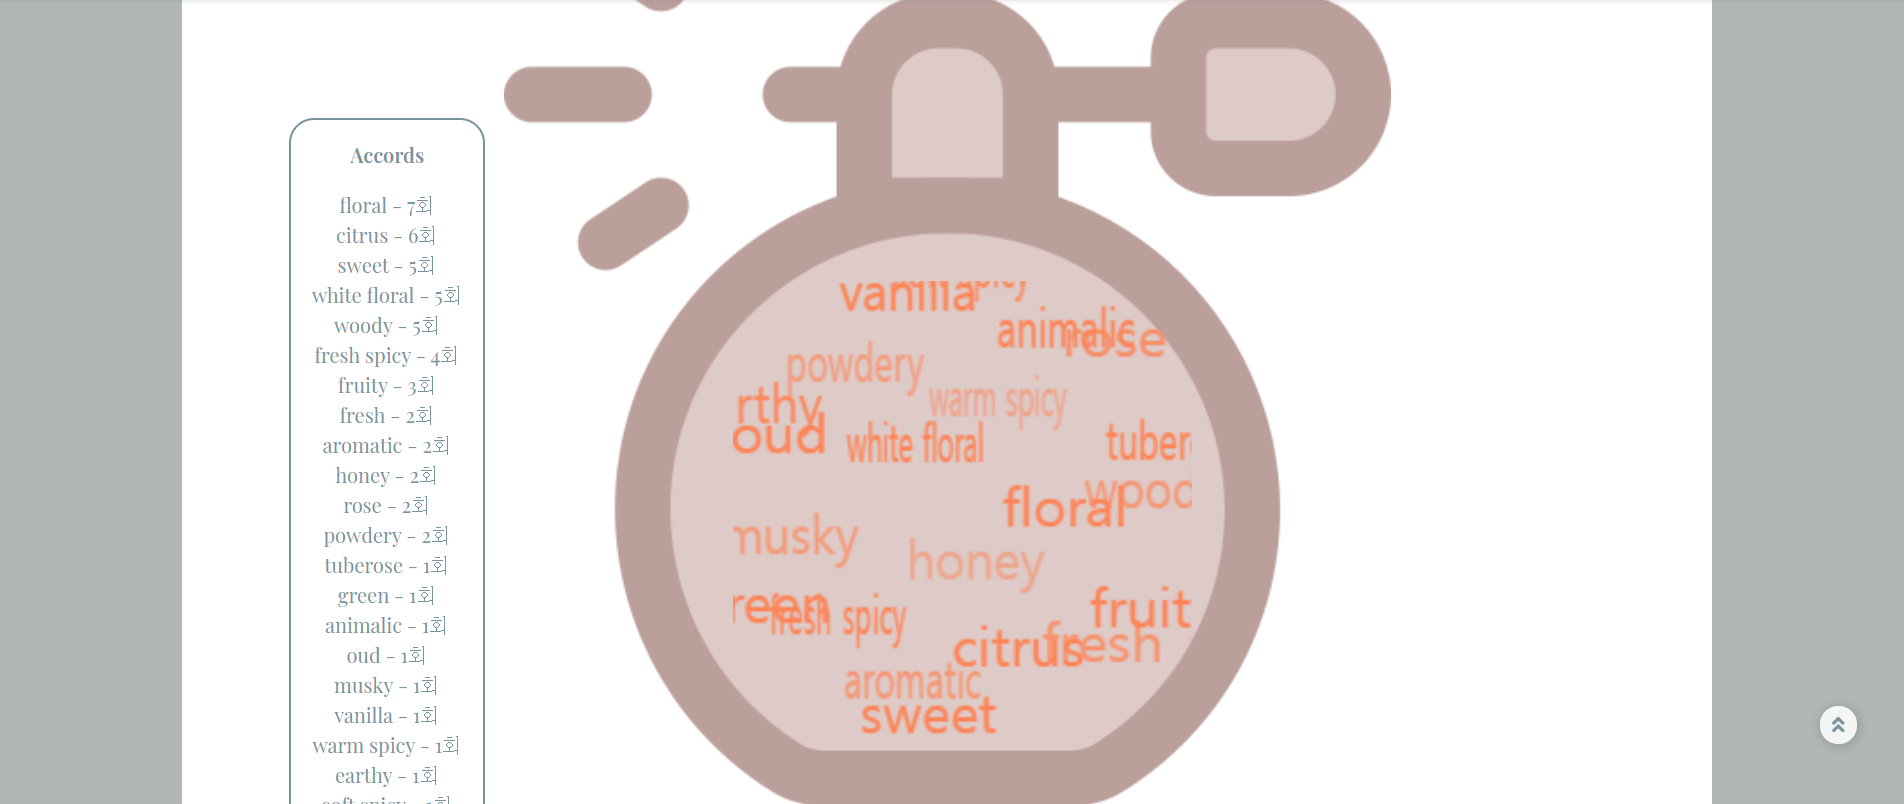 Accords
floral - 7회
citrus - 6회
sweet - 5회
white floral - 5회
woody - 5회
fresh spicy - 4회
fruity - 3회
fresh - 2회
aromatic - 2회
honey - 2회
rose - 2회
powdery - 2회
tuberose - 1회
green - 1회
animalic - 1회
oud - 1회
musky - 1회
vanilla - 1회
warm spicy - 1회
earthy - 1회
vanilla
animalic
rose
powdery
warm spicy
rthy
oud
white floral
tuber
wood
floral
musky
honey
reen
fresh spicy
fruit
citrus
fresh
aromatic
sweet